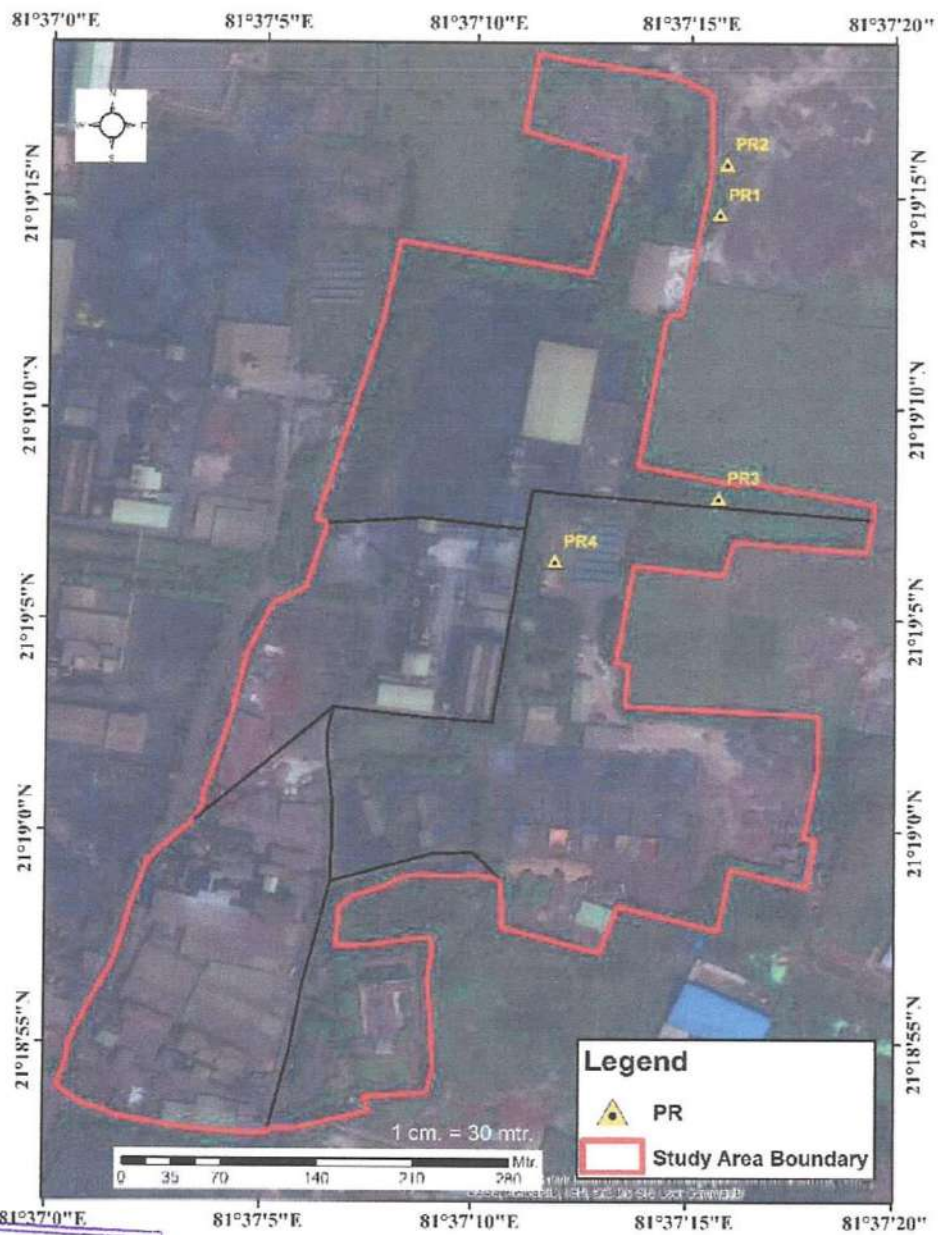 81°37'0"E 81°37'5"E 81°37'10"E 81°37'15"E 81°37'20"E
N
E
S
PR2
21°19'15"N 21°19'15"N
PR1
21°19'10"N 21°19'10"N
PR3
PR4
21°19'5"N 21°19'5"N
21°19'0"N 21°19'0"N
21°18'55"N 21°18'55"N
Legend
PR
Study Area Boundary
1 cm. = 30 mtr.
Mtr.
0 35 70 140 210 280
81°37'0"E 81°37'5"E 81°37'10"E 81°37'15"E 81°37'20"E